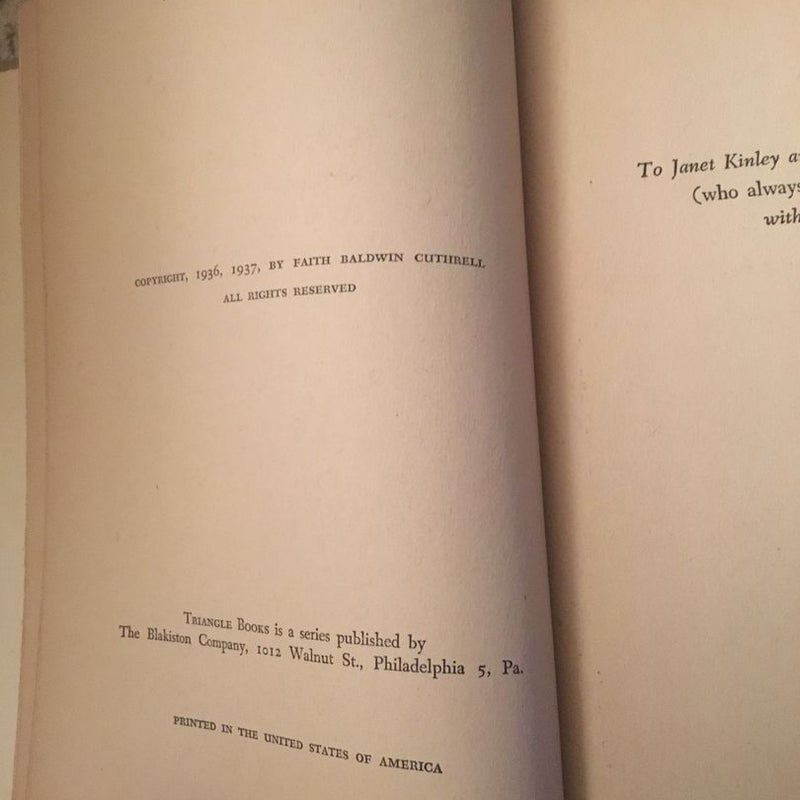 COPYRIGHT, 1936, 1937, BY FAITH BALDWIN CUTHRELL
ALL RIGHTS RESERVED
TRIANGLE BOOKS is a series published by
The Blakiston Company, 1012 Walnut St., Philadelphia 5, Pa.
PRINTED IN THE UNITED STATES OF AMERICA
To Janet Kinley
(who always
with